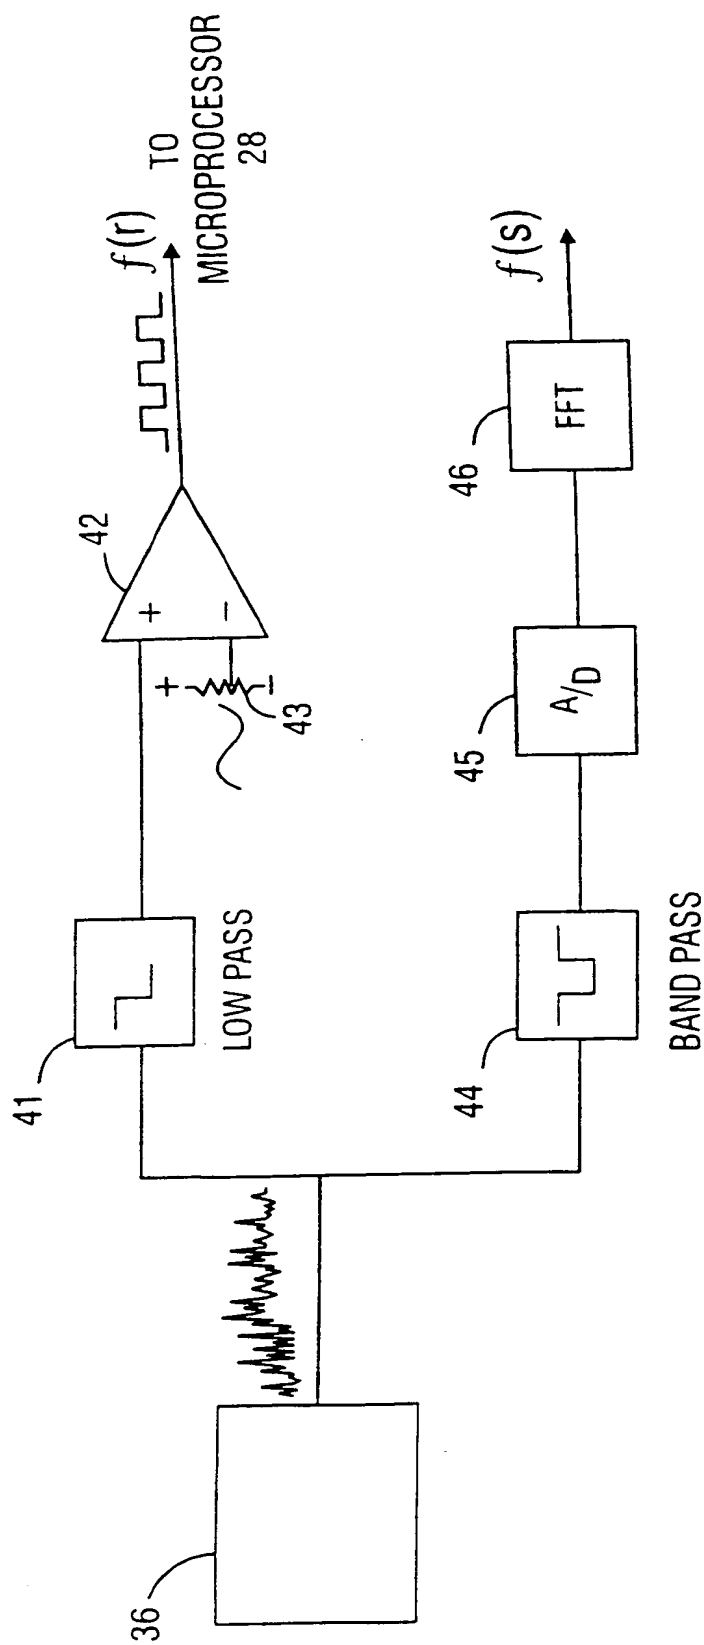 36
41
LOW PASS
42
+
−
+
−
43
f(r)
TO
MICROPROCESSOR
28
44
BAND PASS
45
A/D
46
FFT
f(s)